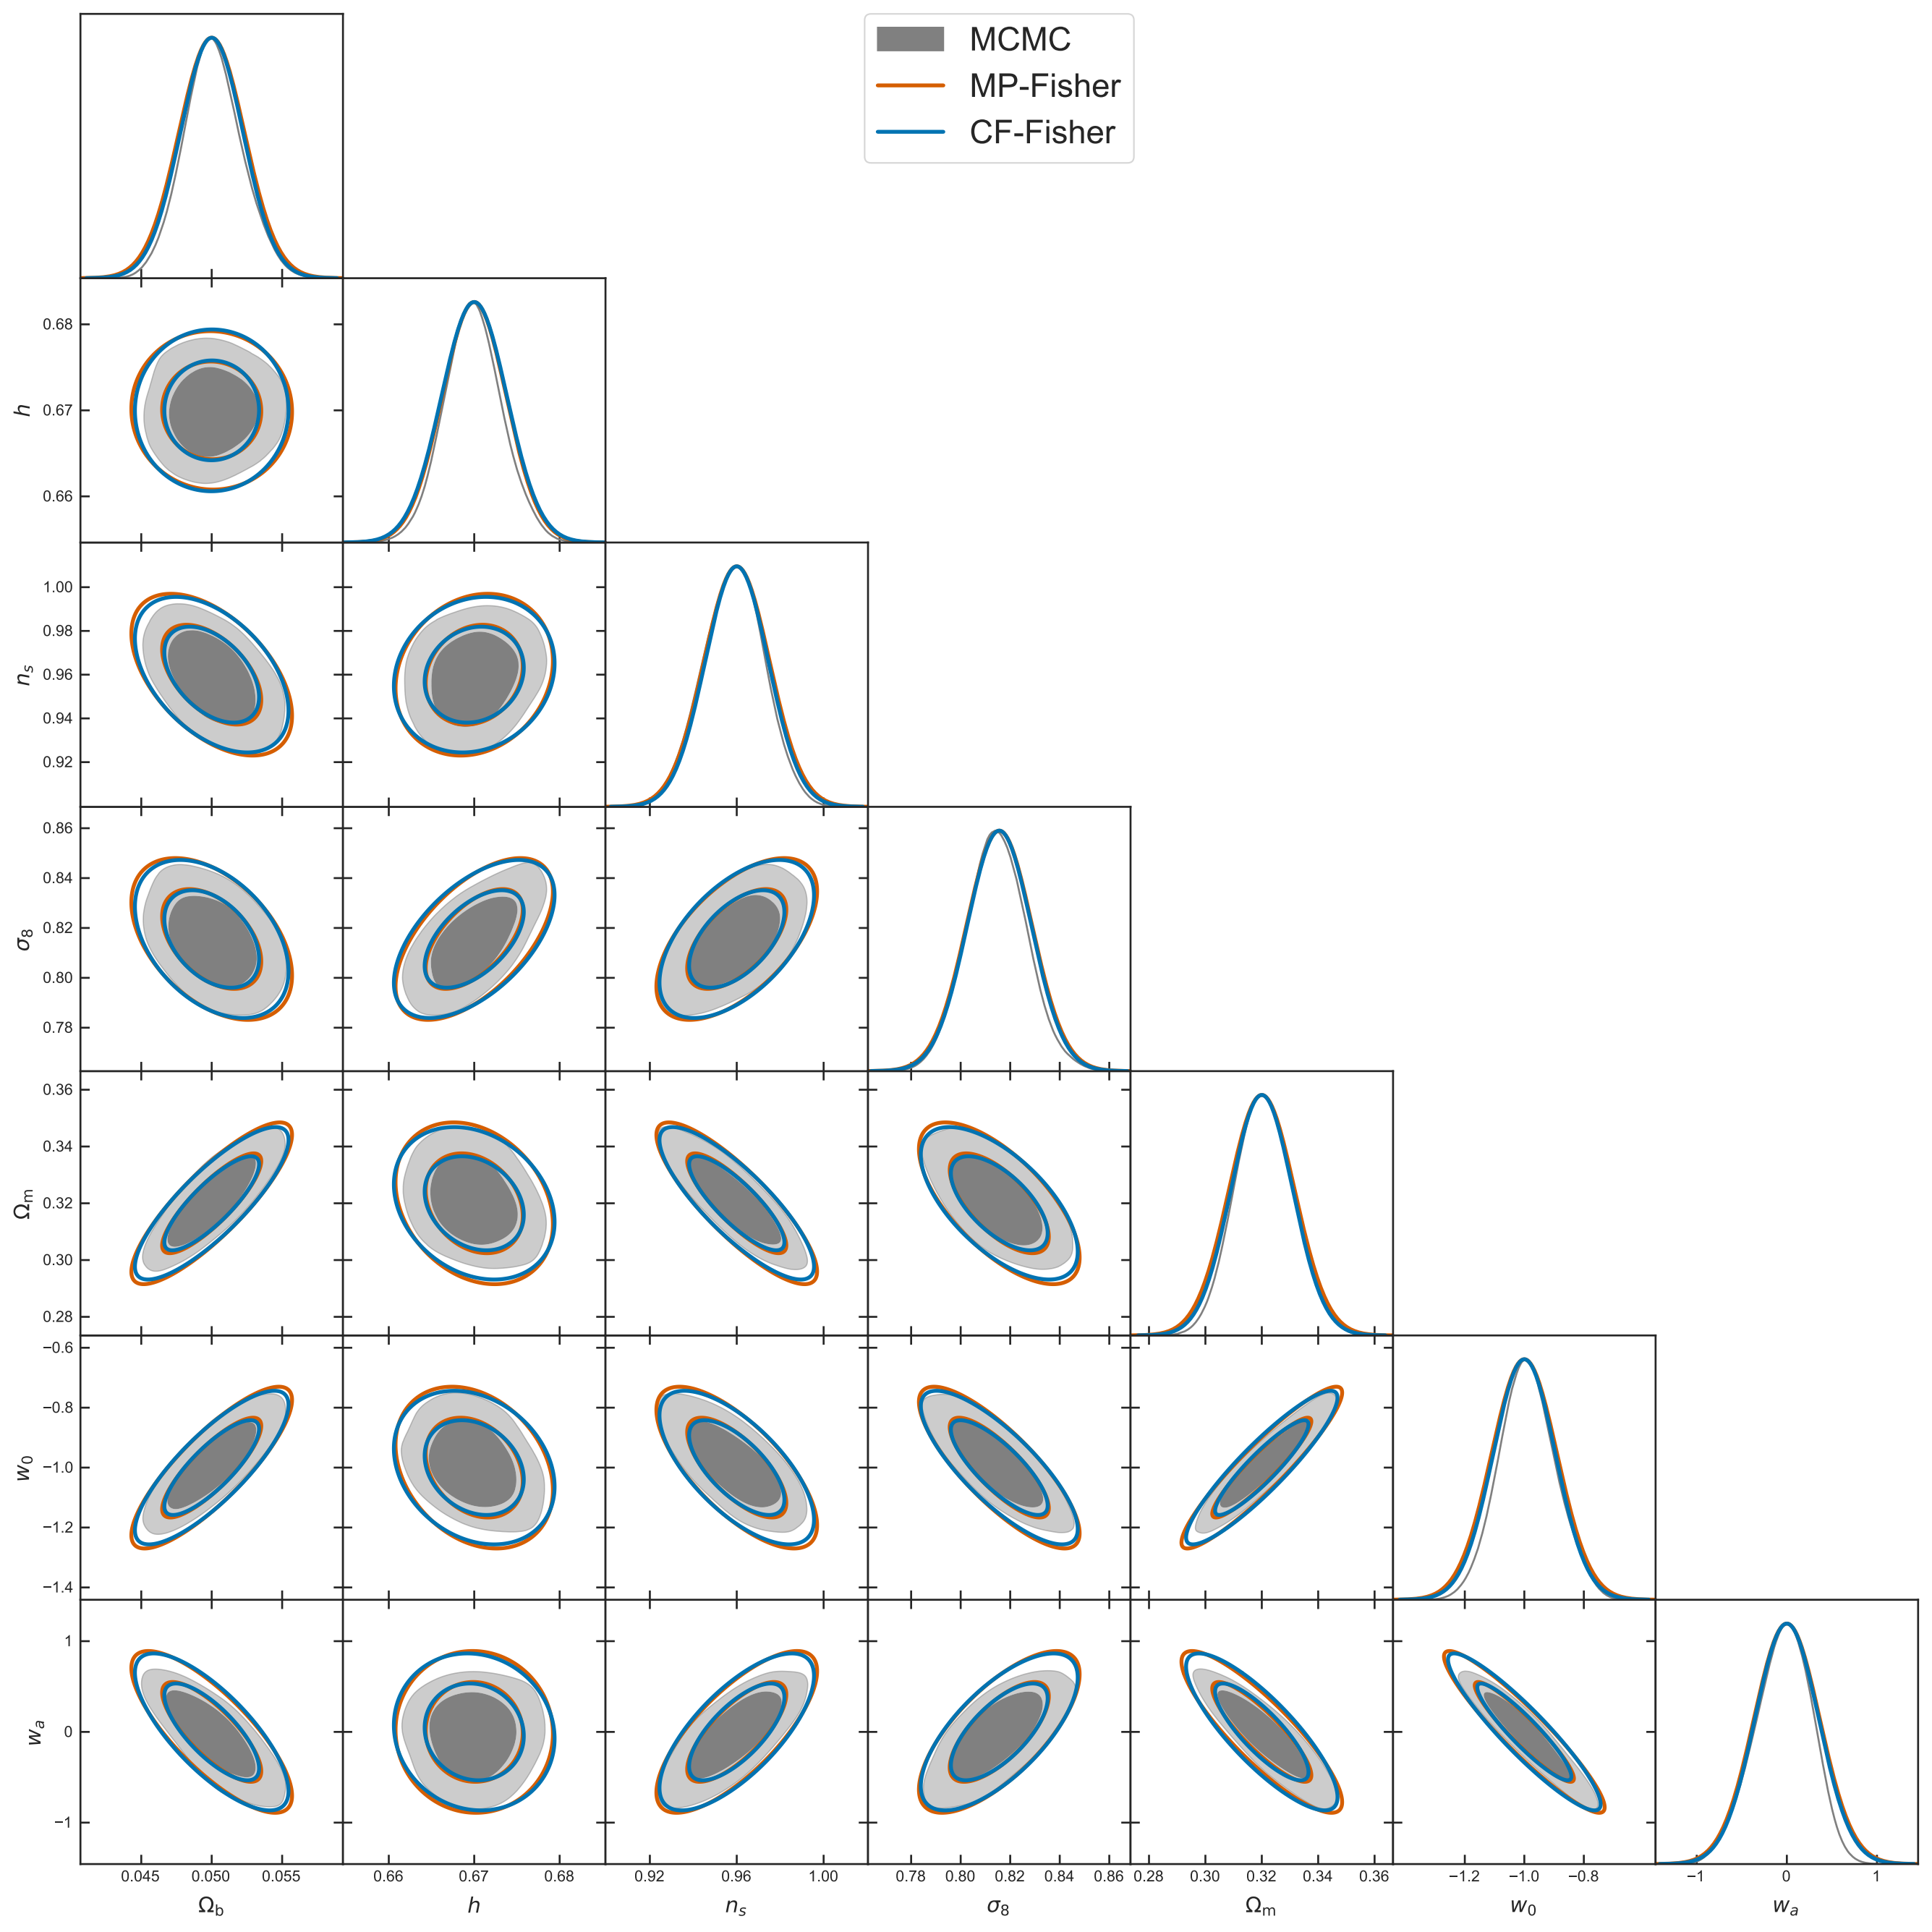 MCMC
MP-Fisher
CF-Fisher
0.68
0.67
0.66
h
1.00
0.98
0.96
0.94
0.92
n_s
0.86
0.84
0.82
0.80
0.78
σ_8
0.36
0.34
0.32
0.30
0.28
Ω_m
−0.6
−0.8
−1.0
−1.2
−1.4
w_0
1
0
−1
w_a
0.045 0.050 0.055 0.66 0.67 0.68 0.92 0.96 1.00 0.78 0.80 0.82 0.84 0.86 0.28 0.30 0.32 0.34 0.36 −1.2 −1.0 −0.8 −1 0 1
Ω_b h n_s σ_8 Ω_m w_0 w_a